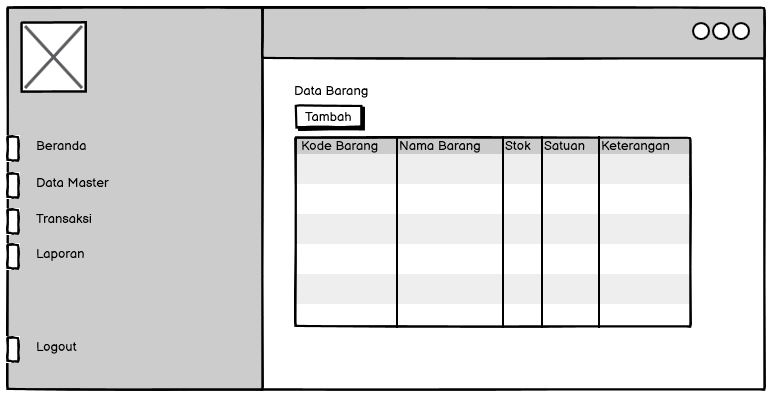 Data Barang
Tambah
Beranda
Data Master
Transaksi
Laporan
Logout
Kode Barang Nama Barang Stok Satuan Keterangan